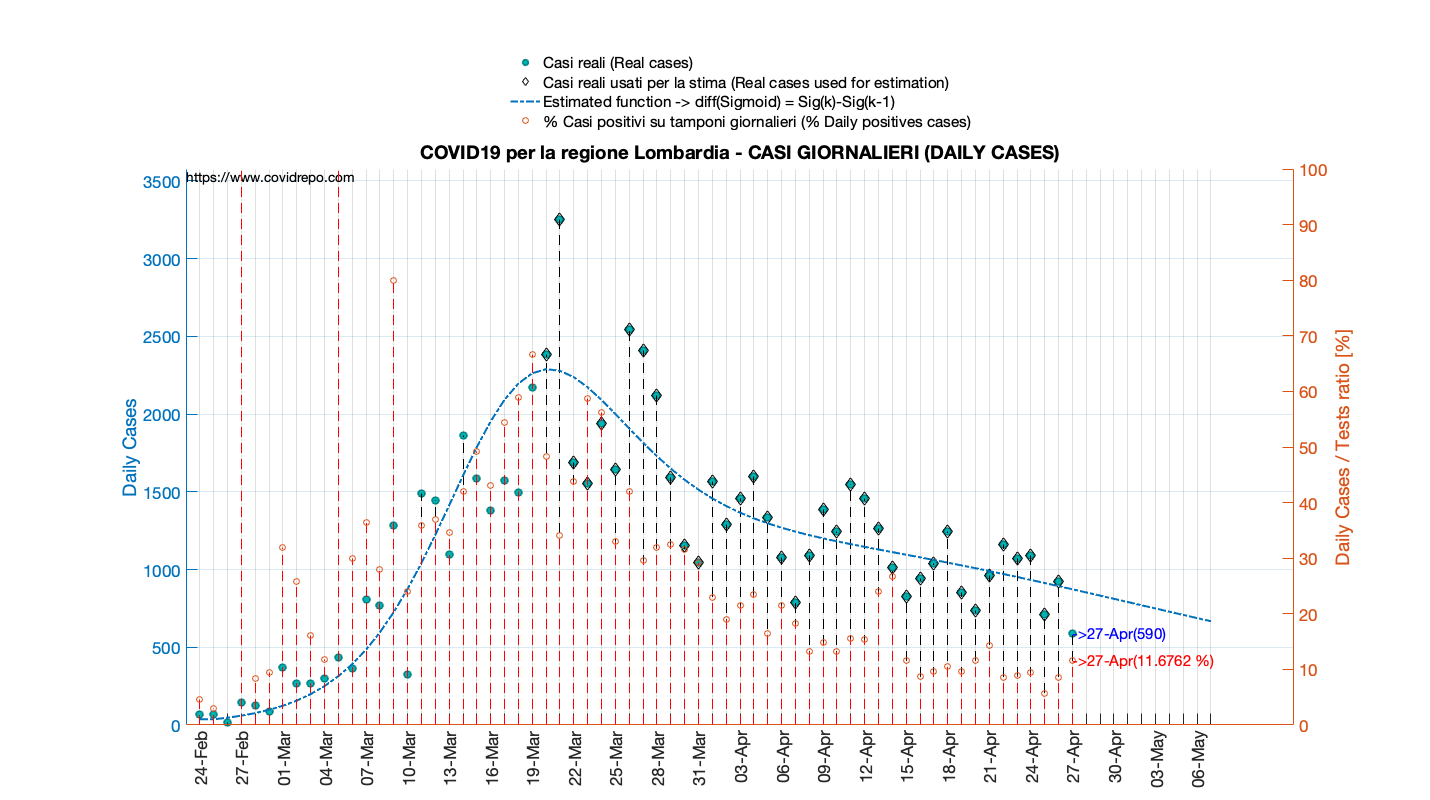 Casi reali (Real cases)
Casi reali usati per la stima (Real cases used for estimation)
Estimated function -> diff(Sigmoid) = Sig(k)-Sig(k-1)
% Casi positivi su tamponi giornalieri (% Daily positives cases)
COVID19 per la regione Lombardia - CASI GIORNALIERI (DAILY CASES)
https://www.covidrepo.com
3500
3000
2500
2000
1500
1000
500
0
Daily Cases
100
90
80
70
60
50
40
30
20
10
0
Daily Cases / Tests ratio [%]
>27-Apr(590)
>27-Apr(11.6762 %)
24-Feb
27-Feb
01-Mar
04-Mar
07-Mar
10-Mar
13-Mar
16-Mar
19-Mar
22-Mar
25-Mar
28-Mar
31-Mar
03-Apr
06-Apr
09-Apr
12-Apr
15-Apr
18-Apr
21-Apr
24-Apr
27-Apr
30-Apr
03-May
06-May